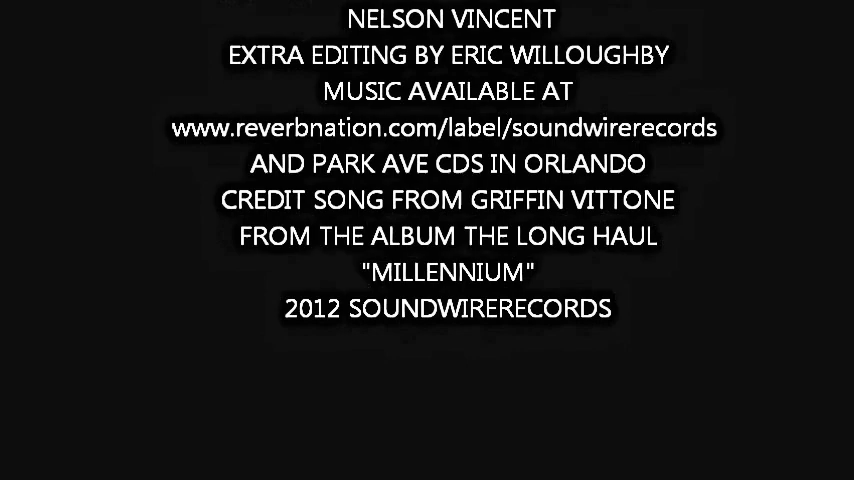 NELSON VINCENT
EXTRA EDITING BY ERIC WILLOUGHBY
MUSIC AVAILABLE AT
www.reverbnation.com/label/soundwirerecords
AND PARK AVE CDS IN ORLANDO
CREDIT SONG FROM GRIFFIN VITTONE
FROM THE ALBUM THE LONG HAUL
"MILLENNIUM"
2012 SOUNDWIRERECORDS